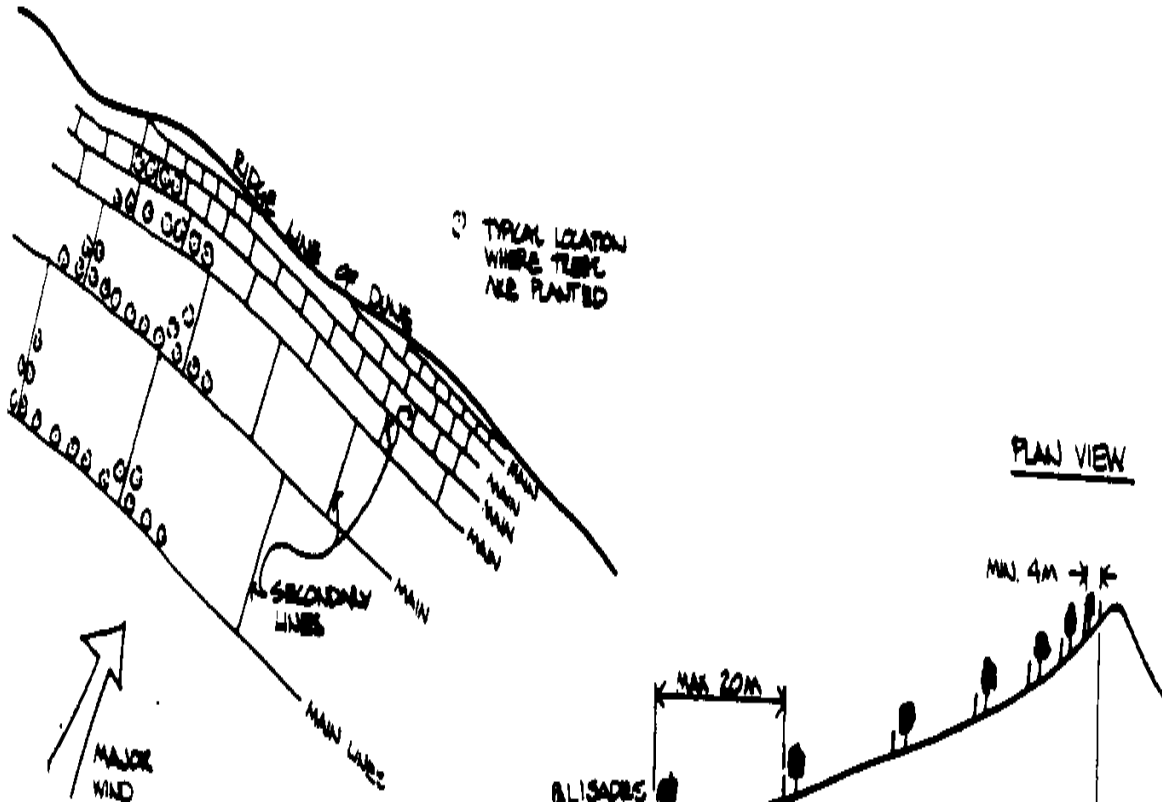 RIDGE LINE OF DUNE
TYPICAL LOCATION
WHERE TREES
ARE PLANTED
MAIN
MAIN
MAIN
MAIN
MAIN
SECONDARY
LINES
MAIN LINES
MAJOR
WIND
PLAN VIEW
MIN. 4M
MAX 20M
PALISADES